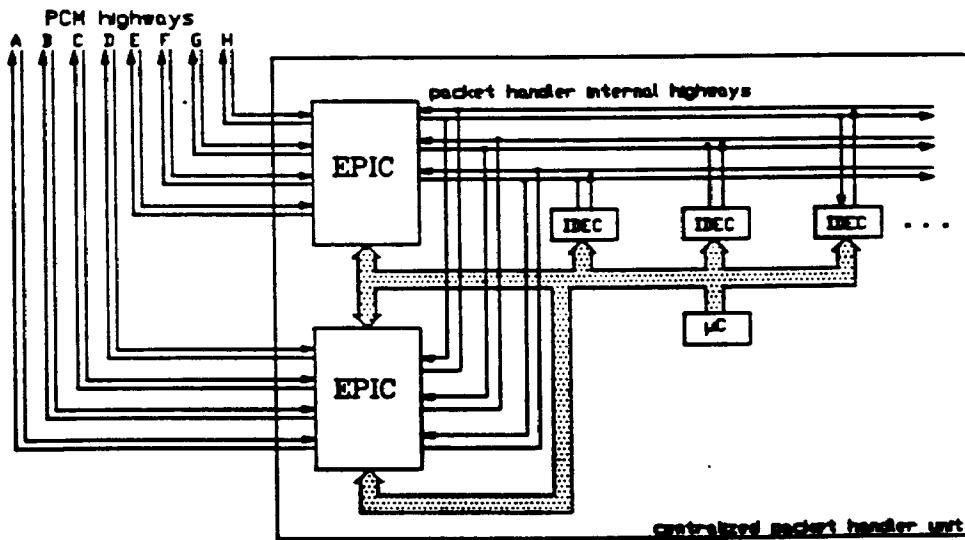 PCM highways
A B C D E F G H
packet handler internal highways
EPIC
IDEC IDEC IDEC ...
µC
EPIC
centralized packet handler unit